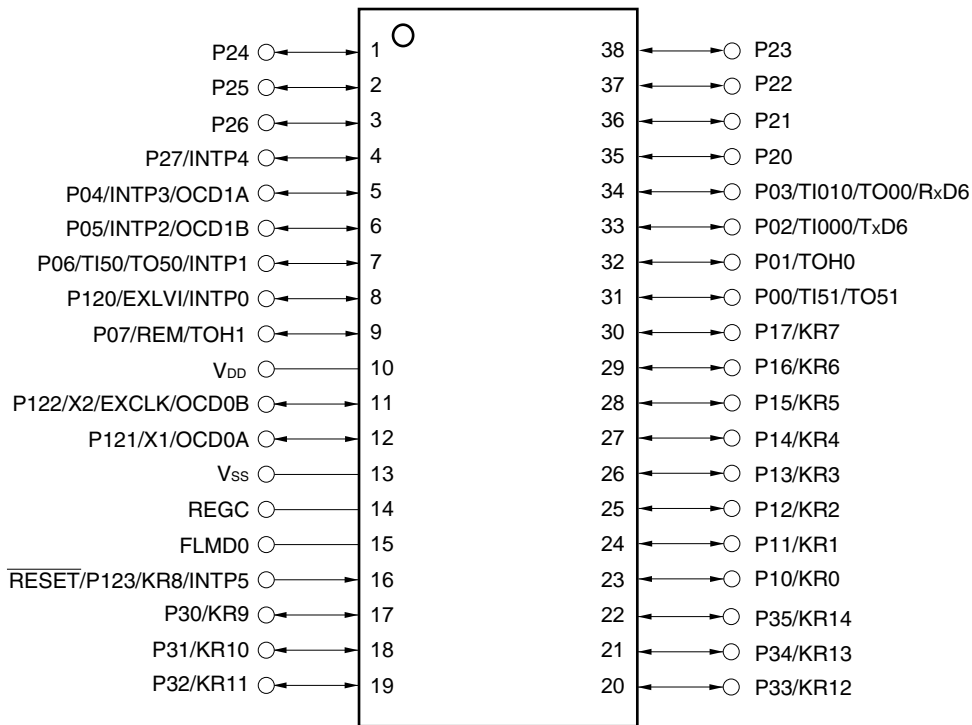 P24 1 38 P23
P25 2 37 P22
P26 3 36 P21
P27/INTP4 4 35 P20
P04/INTP3/OCD1A 5 34 P03/TI010/TO00/RxD6
P05/INTP2/OCD1B 6 33 P02/TI000/TxD6
P06/TI50/TO50/INTP1 7 32 P01/TOH0
P120/EXLVI/INTP0 8 31 P00/TI51/TO51
P07/REM/TOH1 9 30 P17/KR7
VDD 10 29 P16/KR6
P122/X2/EXCLK/OCD0B 11 28 P15/KR5
P121/X1/OCD0A 12 27 P14/KR4
VSS 13 26 P13/KR3
REGC 14 25 P12/KR2
FLMD0 15 24 P11/KR1
RESET/P123/KR8/INTP5 16 23 P10/KR0
P30/KR9 17 22 P35/KR14
P31/KR10 18 21 P34/KR13
P32/KR11 19 20 P33/KR12